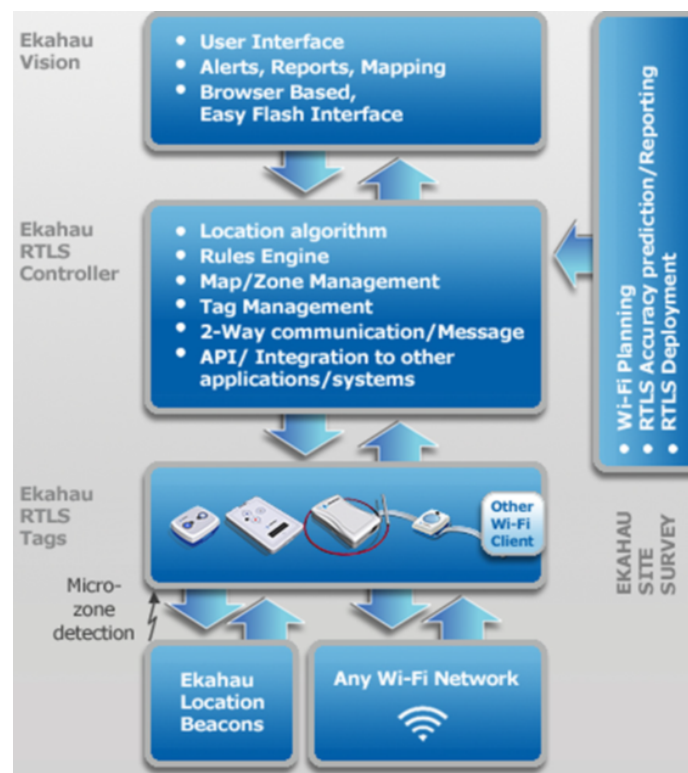 Ekahau
Vision
• User Interface
• Alerts, Reports, Mapping
• Browser Based,
Easy Flash Interface
Ekahau
RTLS
Controller
• Location algorithm
• Rules Engine
• Map/Zone Management
• Tag Management
• 2-Way communication/Message
• API/ Integration to other
applications/systems
• Wi-Fi Planning
• RTLS Accuracy prediction/Reporting
• RTLS Deployment
EKAHAU
SITE
SURVEY
Ekahau
RTLS
Tags
Other
Wi-Fi
Client
Micro-
zone
detection
Ekahau
Location
Beacons
Any Wi-Fi Network